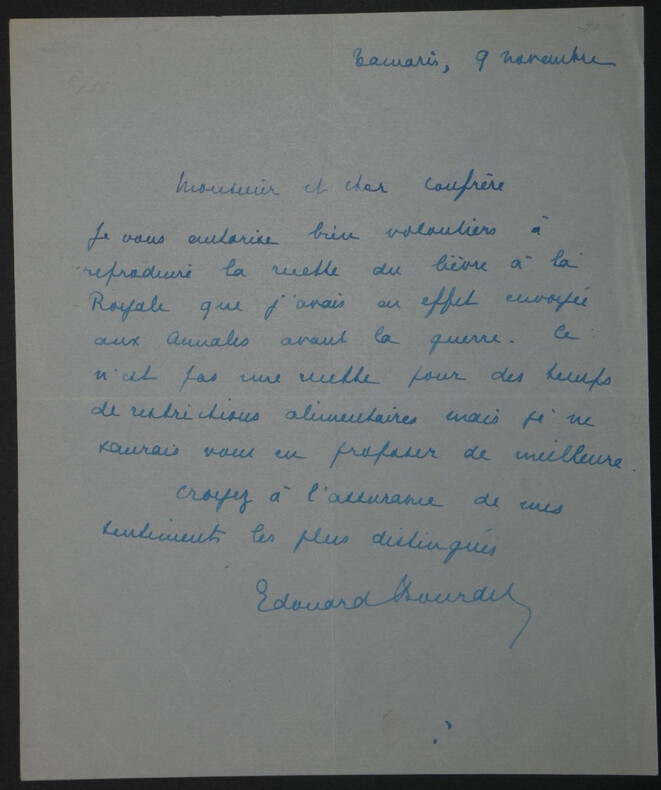 Tamaris, 9 novembre
Monsieur et cher confrère
Je vous autorise bien volontiers à
reproduire la recette du lièvre à la
Royale que j'avais en effet envoyée
aux Annales avant la guerre. Ce
n'est pas une recette pour des temps
de restrictions alimentaires mais je ne
saurais vous en proposer de meilleure.
Croyez à l'assurance de mes
sentiments les plus distingués
Edouard Bourdet